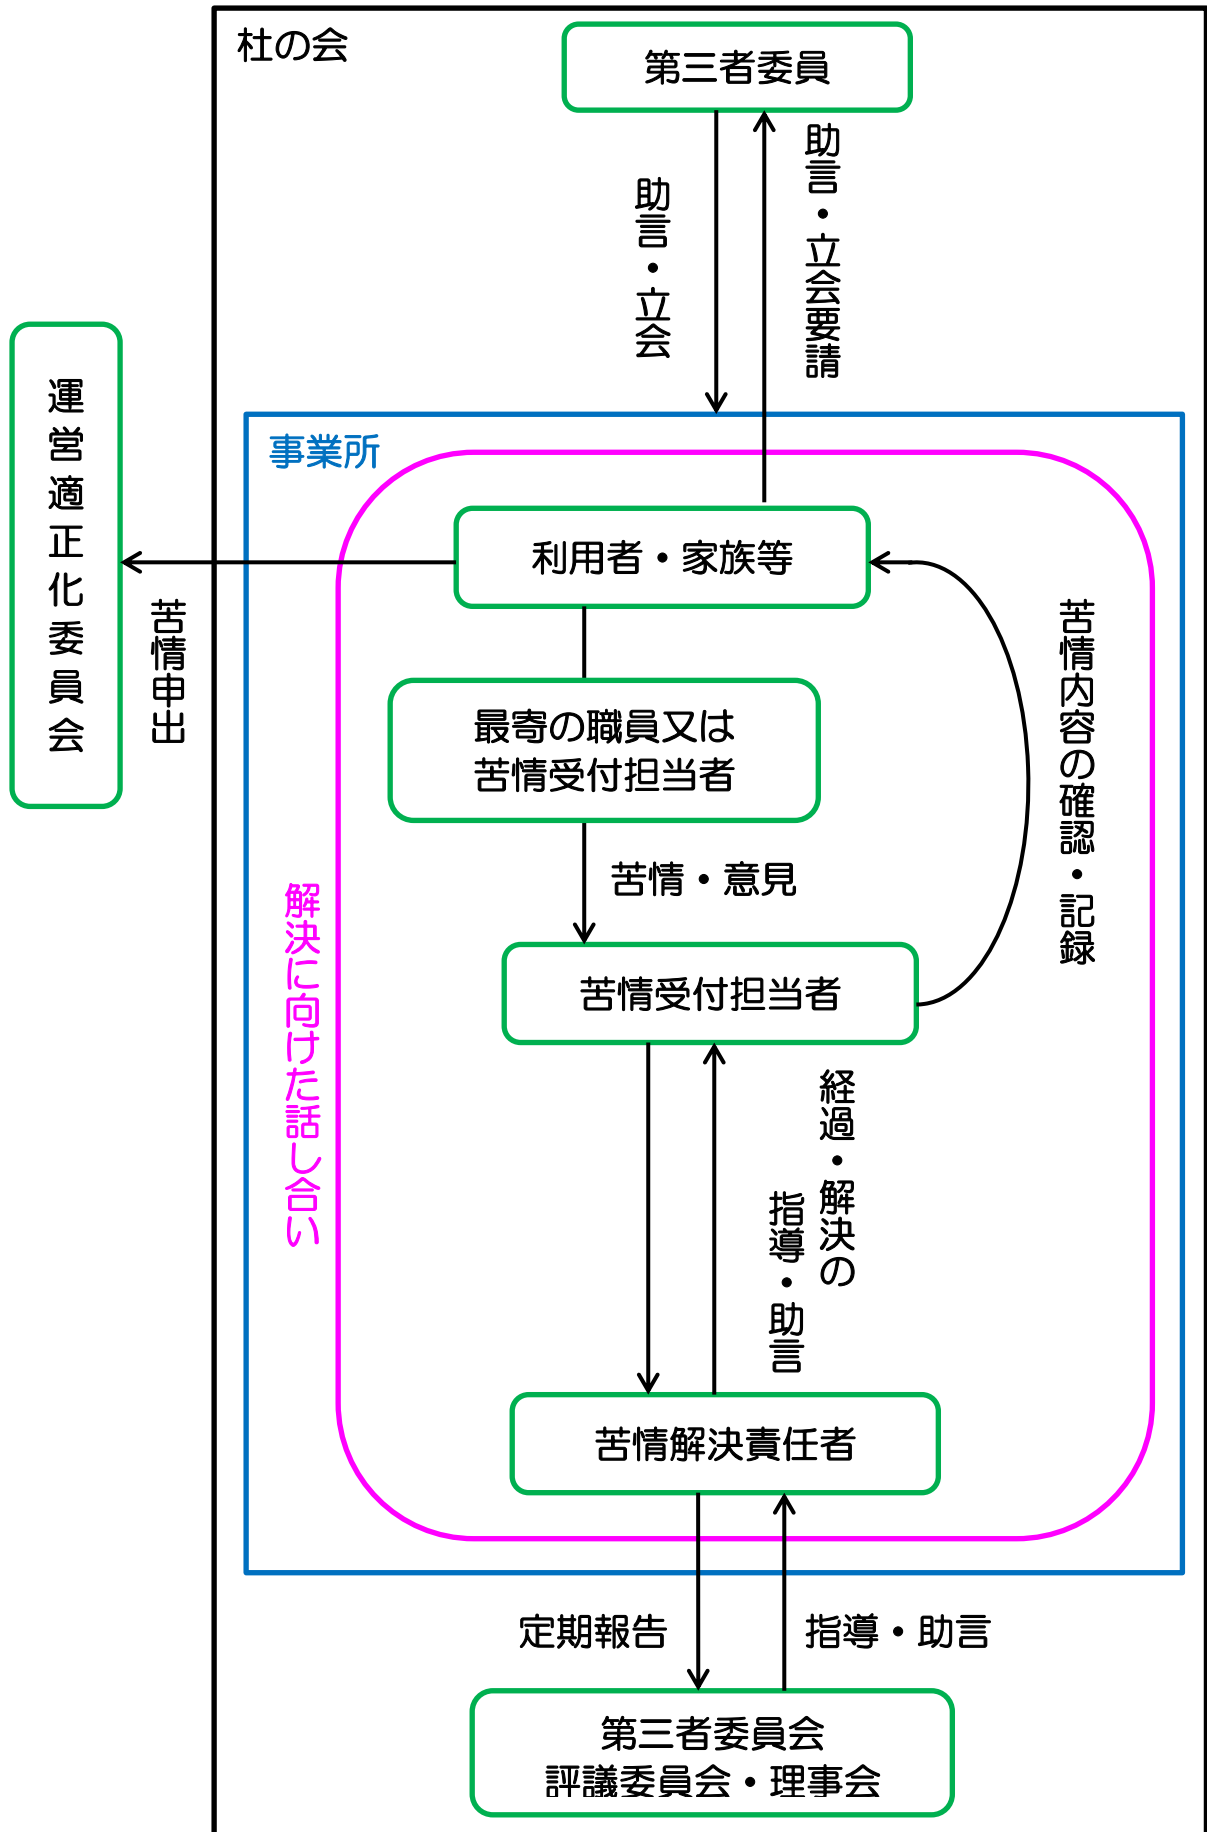 杜の会
第三者委員
助言・立会
助言・立会要請
運営適正化委員会
事業所
利用者・家族等
苦情申出
最寄の職員又は
苦情受付担当者
苦情内容の確認・記録
苦情・意見
解決に向けた話し合い
苦情受付担当者
経過・解決の
指導・助言
苦情解決責任者
定期報告
指導・助言
第三者委員会
評議委員会・理事会